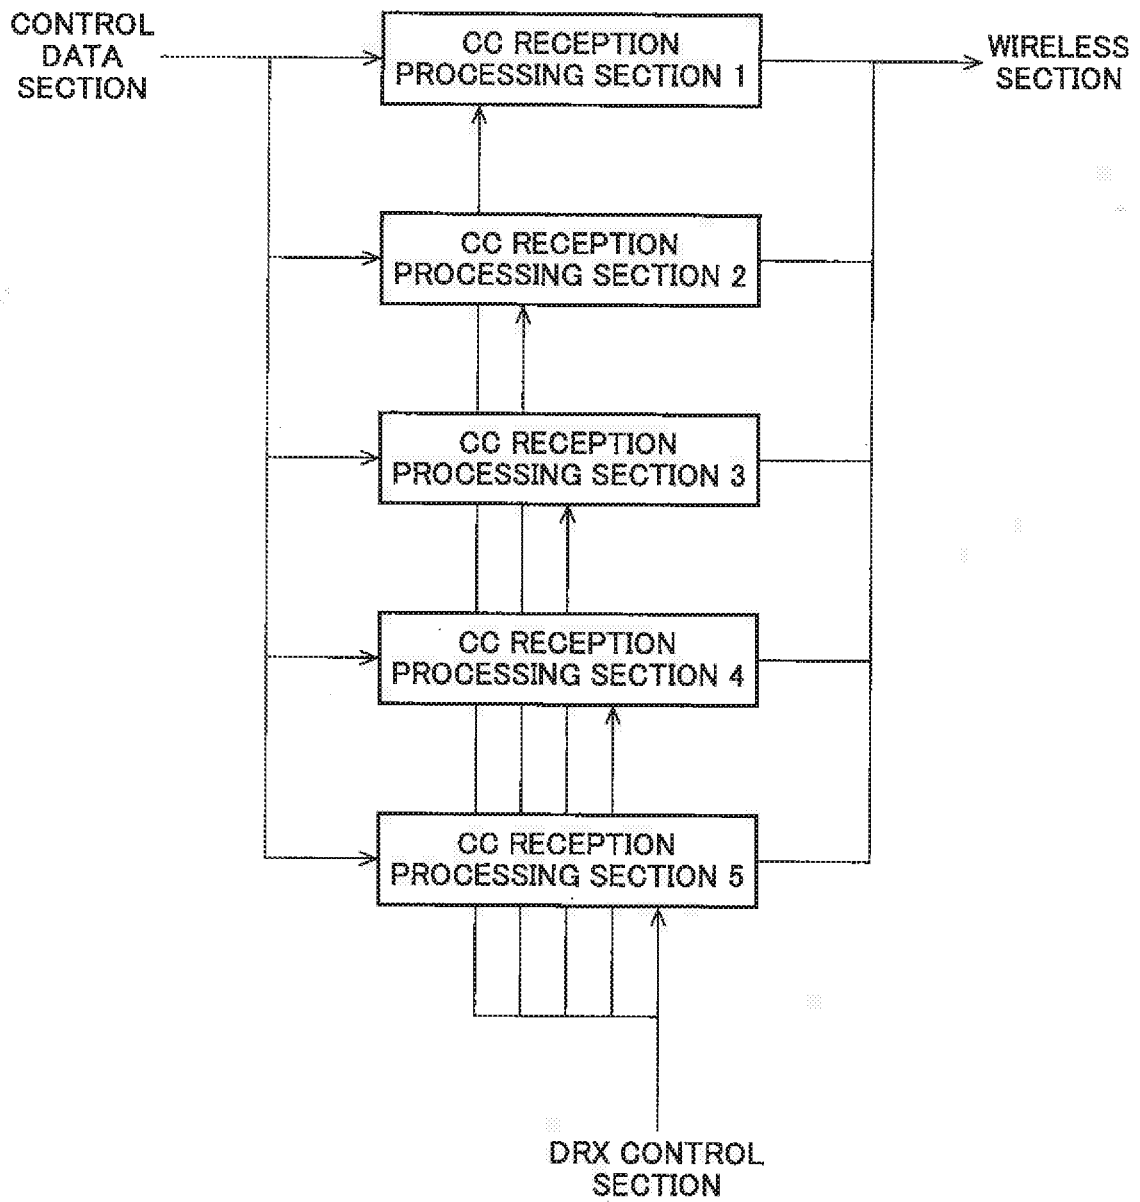 CONTROL
DATA
SECTION
CC RECEPTION
PROCESSING SECTION 1
WIRELESS
SECTION
CC RECEPTION
PROCESSING SECTION 2
CC RECEPTION
PROCESSING SECTION 3
CC RECEPTION
PROCESSING SECTION 4
CC RECEPTION
PROCESSING SECTION 5
DRX CONTROL
SECTION